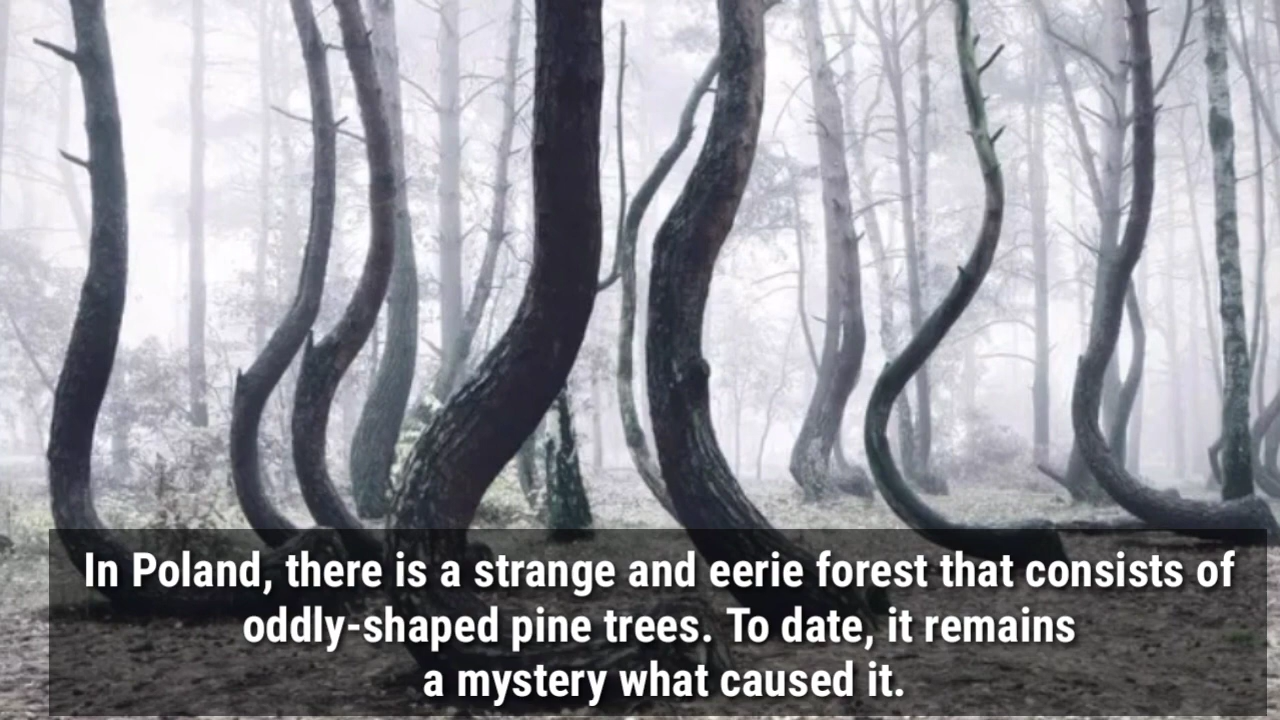 In Poland, there is a strange and eerie forest that consists of
oddly-shaped pine trees. To date, it remains
a mystery what caused it.